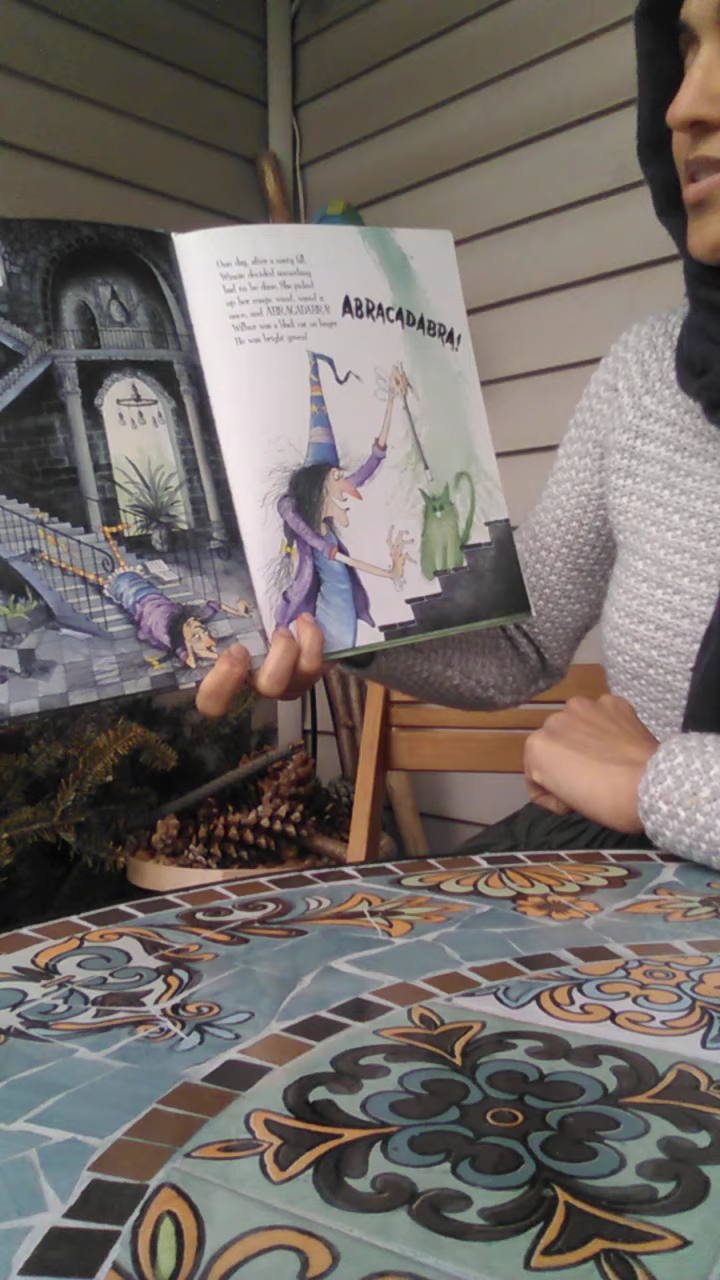 One day, after a nasty fall,
Winnie decided something
had to be done. She picked
up her magic wand, waved it
once, and ABRACADABRA!
Wilbur was a black cat no longer.
He was bright green!
ABRACADABRA!